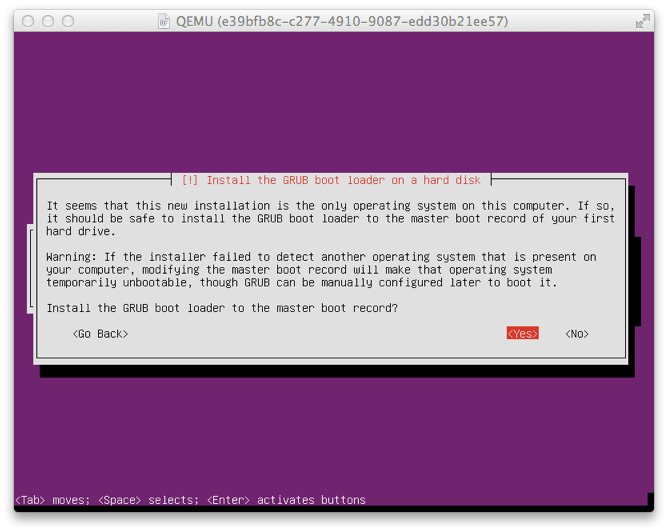 QEMU (e39bfb8c-c277-4910-9087-edd30b21ee57)
[!] Install the GRUB boot loader on a hard disk
It seems that this new installation is the only operating system on this computer. If so,
it should be safe to install the GRUB boot loader to the master boot record of your first
hard drive.
Warning: If the installer failed to detect another operating system that is present on
your computer, modifying the master boot record will make that operating system
temporarily unbootable, though GRUB can be manually configured later to boot it.
Install the GRUB boot loader to the master boot record?
<Go Back> <Yes> <No>
<Tab> moves; <Space> selects; <Enter> activates buttons